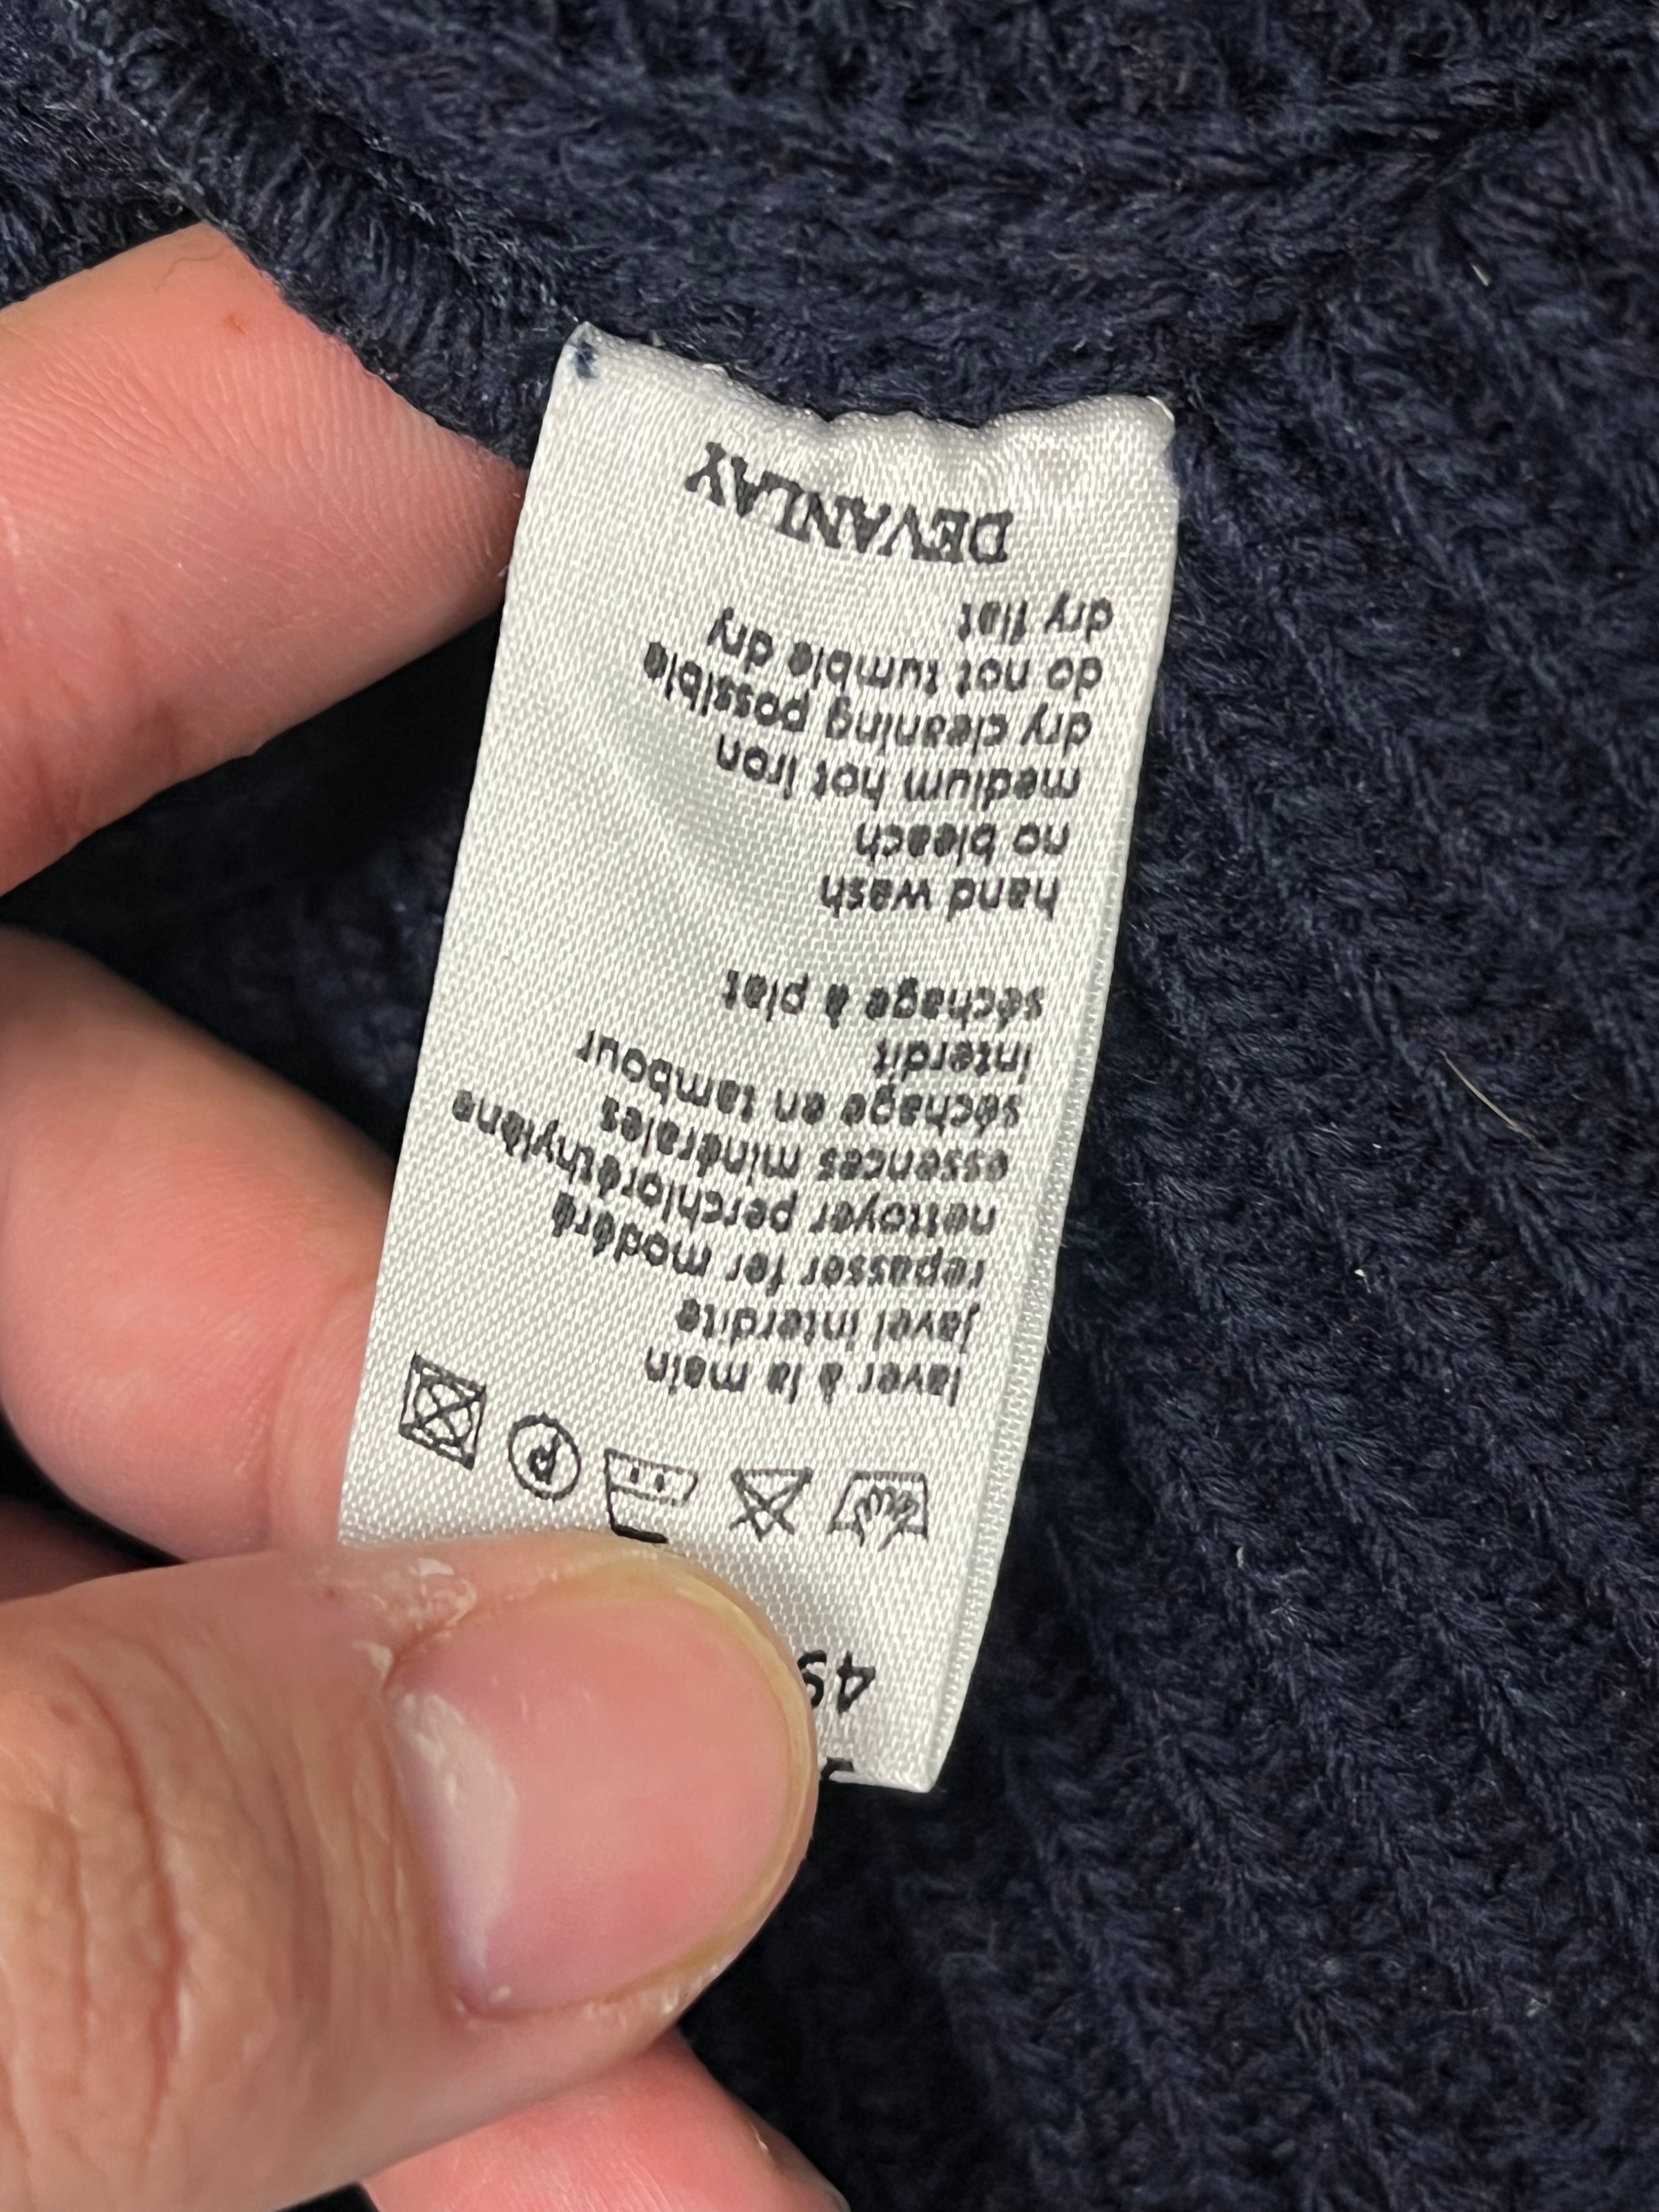 49
P
laver à la main
javel interdite
repasser fer modéré
nettoyer perchloréthylène
essences minérales
séchage en tambour
interdit
séchage à plat
hand wash
no bleach
medium hot iron
dry cleaning possible
do not tumble dry
dry flat
DEVANLAY